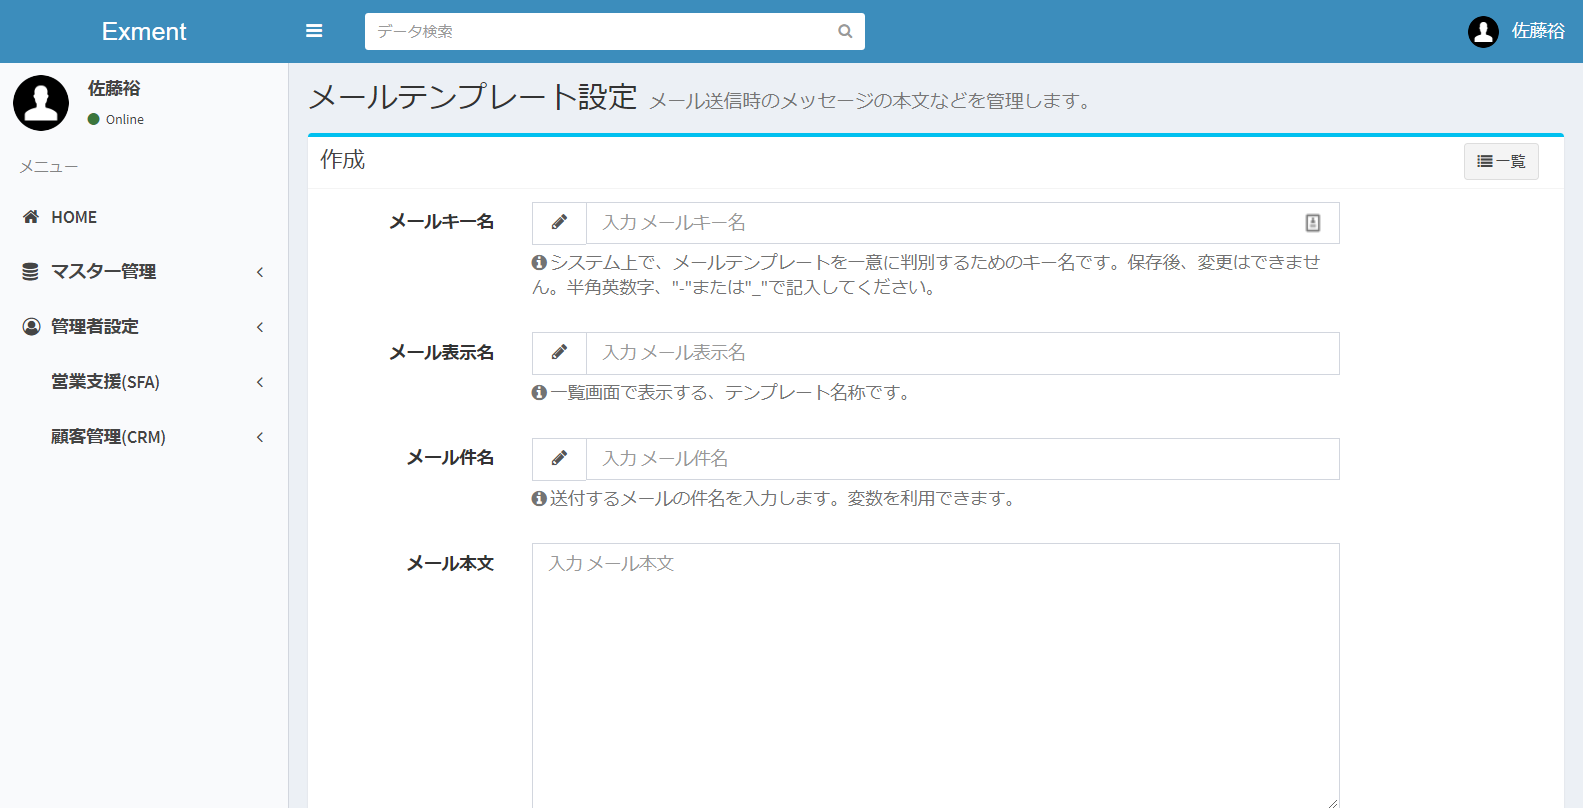 Exment
データ検索
佐藤裕
佐藤裕
Online
メニュー
HOME
マスター管理
管理者設定
営業支援(SFA)
顧客管理(CRM)
メールテンプレート設定 メール送信時のメッセージの本文などを管理します。
作成
一覧
メールキー名
入力 メールキー名
システム上で、メールテンプレートを一意に判別するためのキー名です。保存後、変更はできませ
ん。半角英数字、"-"または"_"で記入してください。
メール表示名
入力 メール表示名
一覧画面で表示する、テンプレート名称です。
メール件名
入力 メール件名
送付するメールの件名を入力します。変数を利用できます。
メール本文
入力 メール本文